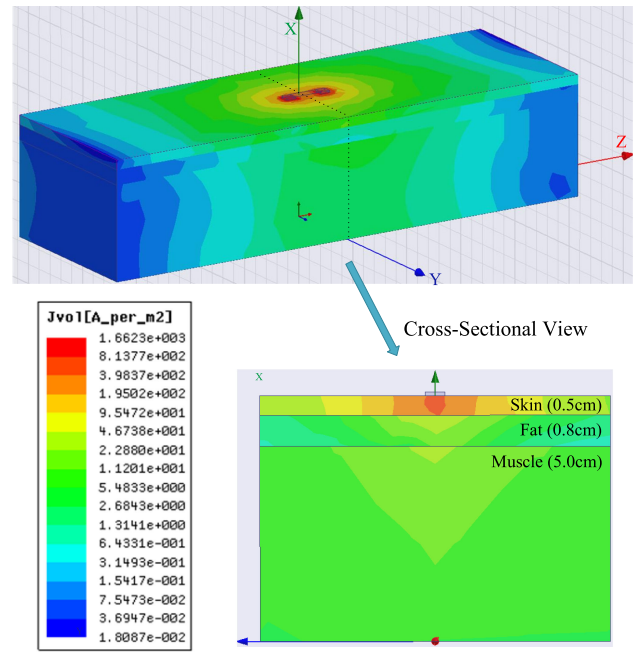 X
Z
Y
Jvol[A_per_m2]
1.6623e+003
8.1377e+002
3.9837e+002
1.9502e+002
9.5472e+001
4.6738e+001
2.2880e+001
1.1201e+001
5.4833e+000
2.6843e+000
1.3141e+000
6.4331e-001
3.1493e-001
1.5417e-001
7.5473e-002
3.6947e-002
1.8087e-002
Cross-Sectional View
X
Skin (0.5cm)
Fat (0.8cm)
Muscle (5.0cm)